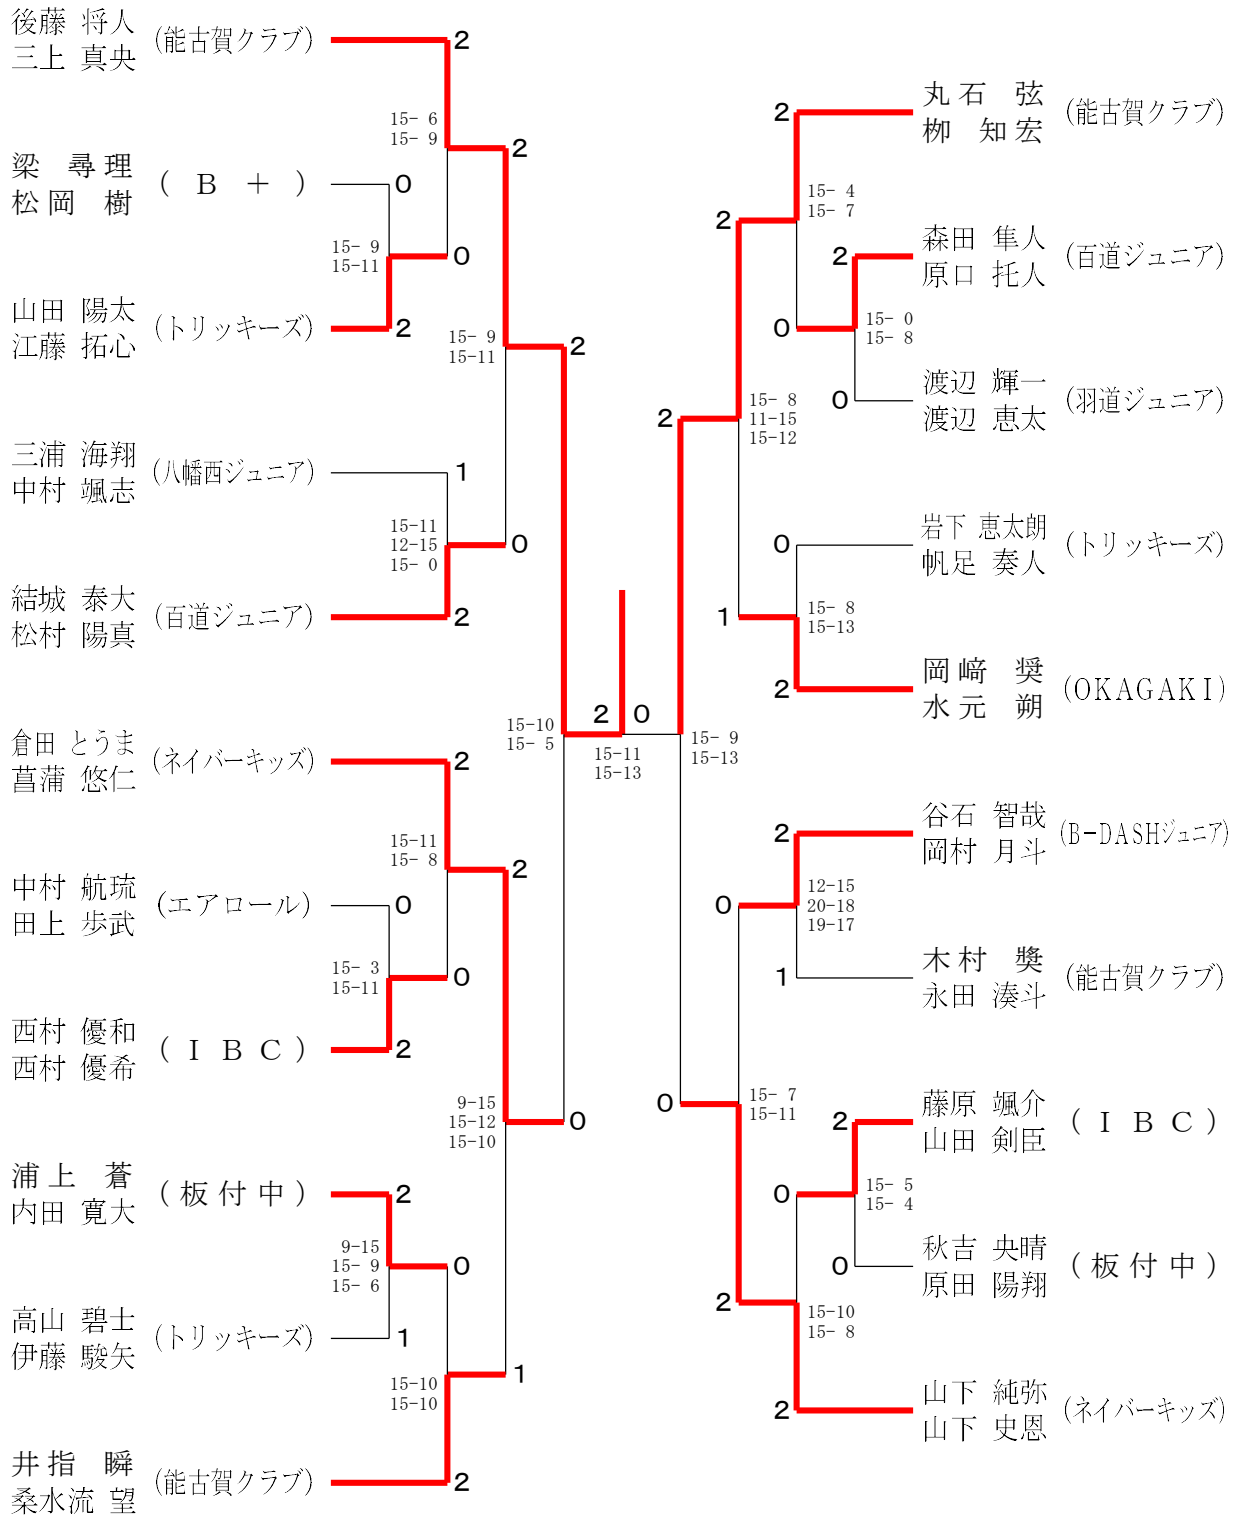 後藤 将人
三上 真央
(能古賀クラブ)
2
15- 6
15- 9
2
梁 尋理
松岡 樹
( B + )
0
15- 9
15-11
0
山田 陽太
江藤 拓心
(トリッキーズ)
2
15- 9
15-11
2
三浦 海翔
中村 颯志
(八幡西ジュニア)
1
15-11
12-15
15- 0
0
結城 泰大
松村 陽真
(百道ジュニア)
2
15-10
15- 5
倉田 とうま
菖蒲 悠仁
(ネイバーキッズ)
2
15-11
15- 8
2
中村 航琉
田上 歩武
(エアロール)
0
15- 3
15-11
0
西村 優和
西村 優希
( I B C )
2
9-15
15-12
15-10
0
浦上 蒼
内田 寛大
(板付中)
2
9-15
15- 9
15- 6
0
高山 碧士
伊藤 駿矢
(トリッキーズ)
1
15-10
15-10
1
井指 瞬
桑水流 望
(能古賀クラブ)
2
2 0
15-11
15-13
丸石 弦
栁 知宏
(能古賀クラブ)
2
15- 4
15- 7
2
森田 隼人
原口 托人
(百道ジュニア)
2
15- 0
15- 8
0
渡辺 輝一
渡辺 恵太
(羽道ジュニア)
0
15- 8
11-15
15-12
2
岩下 恵太朗
帆足 奏人
(トリッキーズ)
0
15- 8
15-13
1
岡﨑 奨
水元 朔
(OKAGAKI)
2
15- 9
15-13
谷石 智哉
岡村 月斗
(B-DASHジュニア)
2
12-15
20-18
19-17
0
木村 奬
永田 湊斗
(能古賀クラブ)
1
15- 7
15-11
0
藤原 颯介
山田 剣臣
( I B C )
2
15- 5
15- 4
0
秋吉 央晴
原田 陽翔
(板付中)
0
15-10
15- 8
2
山下 純弥
山下 史恩
(ネイバーキッズ)
2